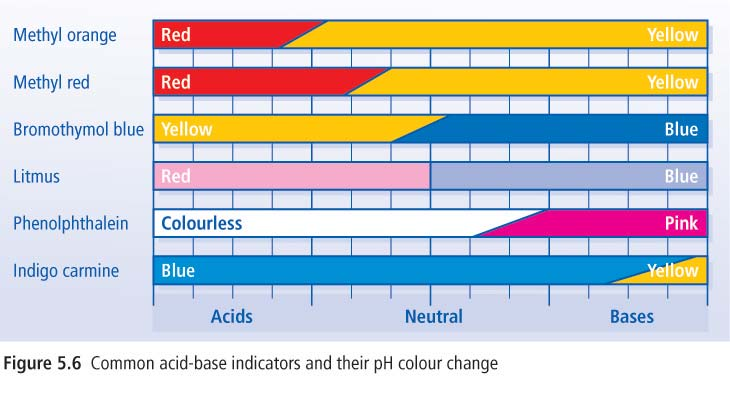 Methyl orange Red Yellow
Methyl red Red Yellow
Bromothymol blue Yellow Blue
Litmus Red Blue
Phenolphthalein Colourless Pink
Indigo carmine Blue Yellow
Acids Neutral Bases
Figure 5.6 Common acid-base indicators and their pH colour change